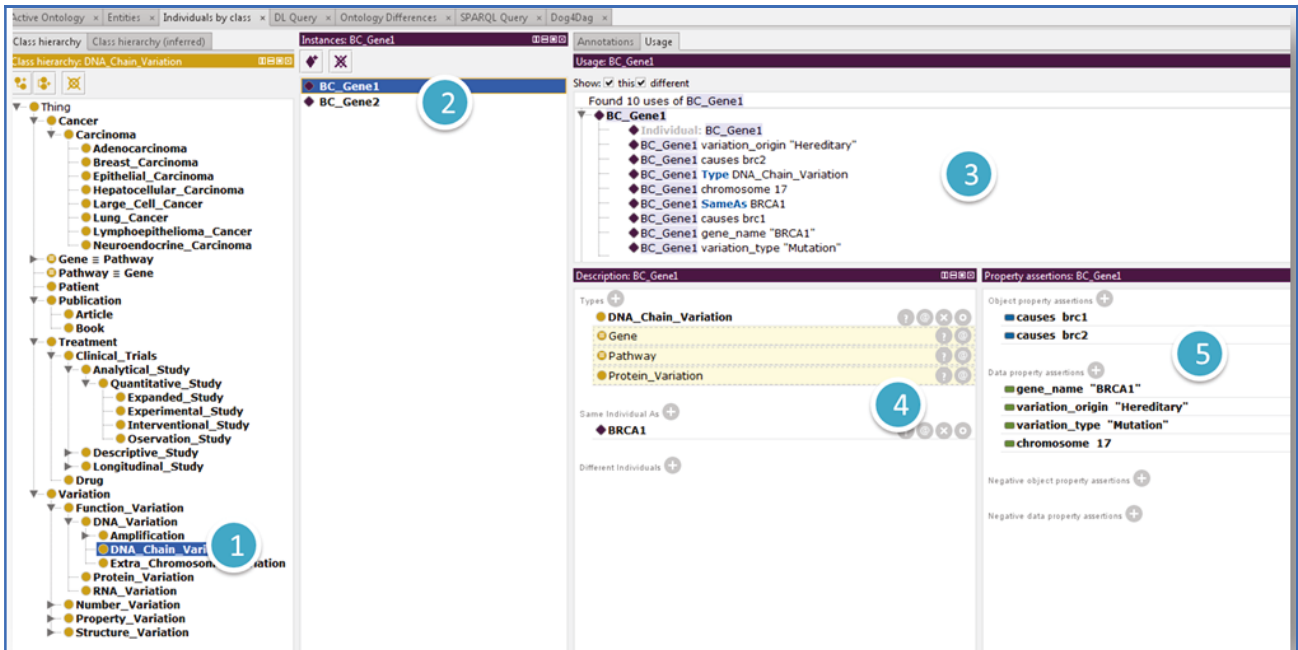 Active Ontology × Entities × Individuals by class × DL Query × Ontology Differences × SPARQL Query × Dog4Dag ×
Class hierarchy Class hierarchy (inferred)
Class hierarchy: DNA_Chain_Variation
Thing
Cancer
Carcinoma
Adenocarcinoma
Breast_Carcinoma
Epithelial_Carcinoma
Hepatocellular_Carcinoma
Large_Cell_Cancer
Lung_Cancer
Lymphoepithelioma_Cancer
Neuroendocrine_Carcinoma
Gene ≡ Pathway
Pathway ≡ Gene
Patient
Publication
Article
Book
Treatment
Clinical_Trials
Analytical_Study
Quantitative_Study
Expanded_Study
Experimental_Study
Interventional_Study
Oservation_Study
Descriptive_Study
Longitudinal_Study
Drug
Variation
Function_Variation
DNA_Variation
Amplification
DNA_Chain_Vari
1
Extra_Chromoson iation
Protein_Variation
RNA_Variation
Number_Variation
Property_Variation
Structure_Variation
Instances: BC_Gene1
BC_Gene1
BC_Gene2
2
Annotations Usage
Usage: BC_Gene1
Show: this different
Found 10 uses of BC_Gene1
BC_Gene1
Individual: BC_Gene1
BC_Gene1 variation_origin "Hereditary"
BC_Gene1 causes brc2
BC_Gene1 Type DNA_Chain_Variation
BC_Gene1 chromosome 17
BC_Gene1 SameAs BRCA1
BC_Gene1 causes brc1
BC_Gene1 gene_name "BRCA1"
BC_Gene1 variation_type "Mutation"
3
Description: BC_Gene1
Types
DNA_Chain_Variation
Gene
Pathway
Protein_Variation
4
Same Individual As
BRCA1
Different Individuals
Property assertions: BC_Gene1
Object property assertions
causes brc1
causes brc2
5
Data property assertions
gene_name "BRCA1"
variation_origin "Hereditary"
variation_type "Mutation"
chromosome 17
Negative object property assertions
Negative data property assertions